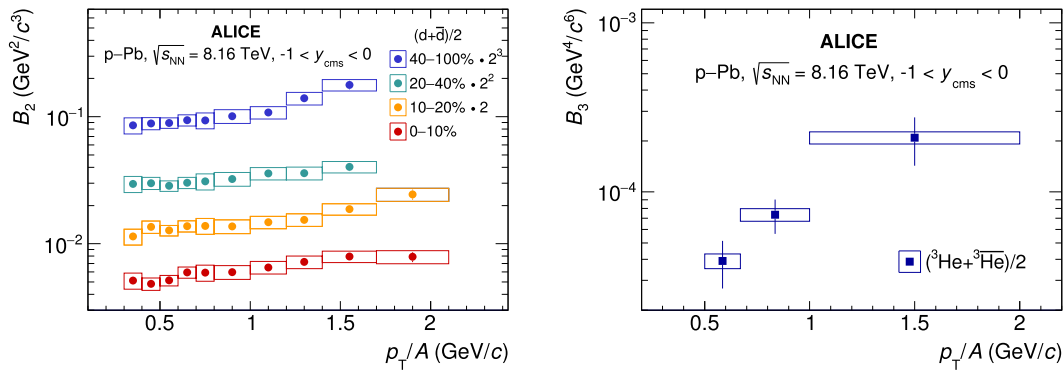 ALICE
p−Pb, √sNN = 8.16 TeV, -1 < ycms < 0
(d+d̅)/2
40−100% • 2³
20−40% • 2²
10−20% • 2
0−10%
B₂ (GeV²/c³)
10⁻¹
10⁻²
0.5 1 1.5 2
pT/A (GeV/c)
ALICE
p−Pb, √sNN = 8.16 TeV, -1 < ycms < 0
(³He+³H̅e̅)/2
B₃ (GeV⁴/c⁶)
10⁻³
10⁻⁴
0.5 1 1.5 2
pT/A (GeV/c)